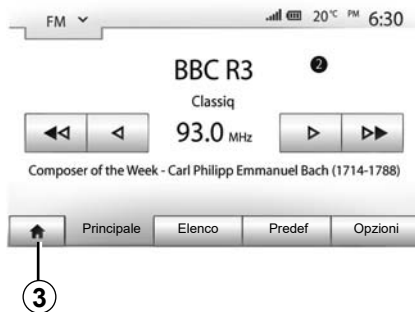 FM 20°C PM 6:30
BBC R3 2
Classiq
93.0 MHz
Composer of the Week - Carl Philipp Emmanuel Bach (1714-1788)
Principale Elenco Predef Opzioni
3